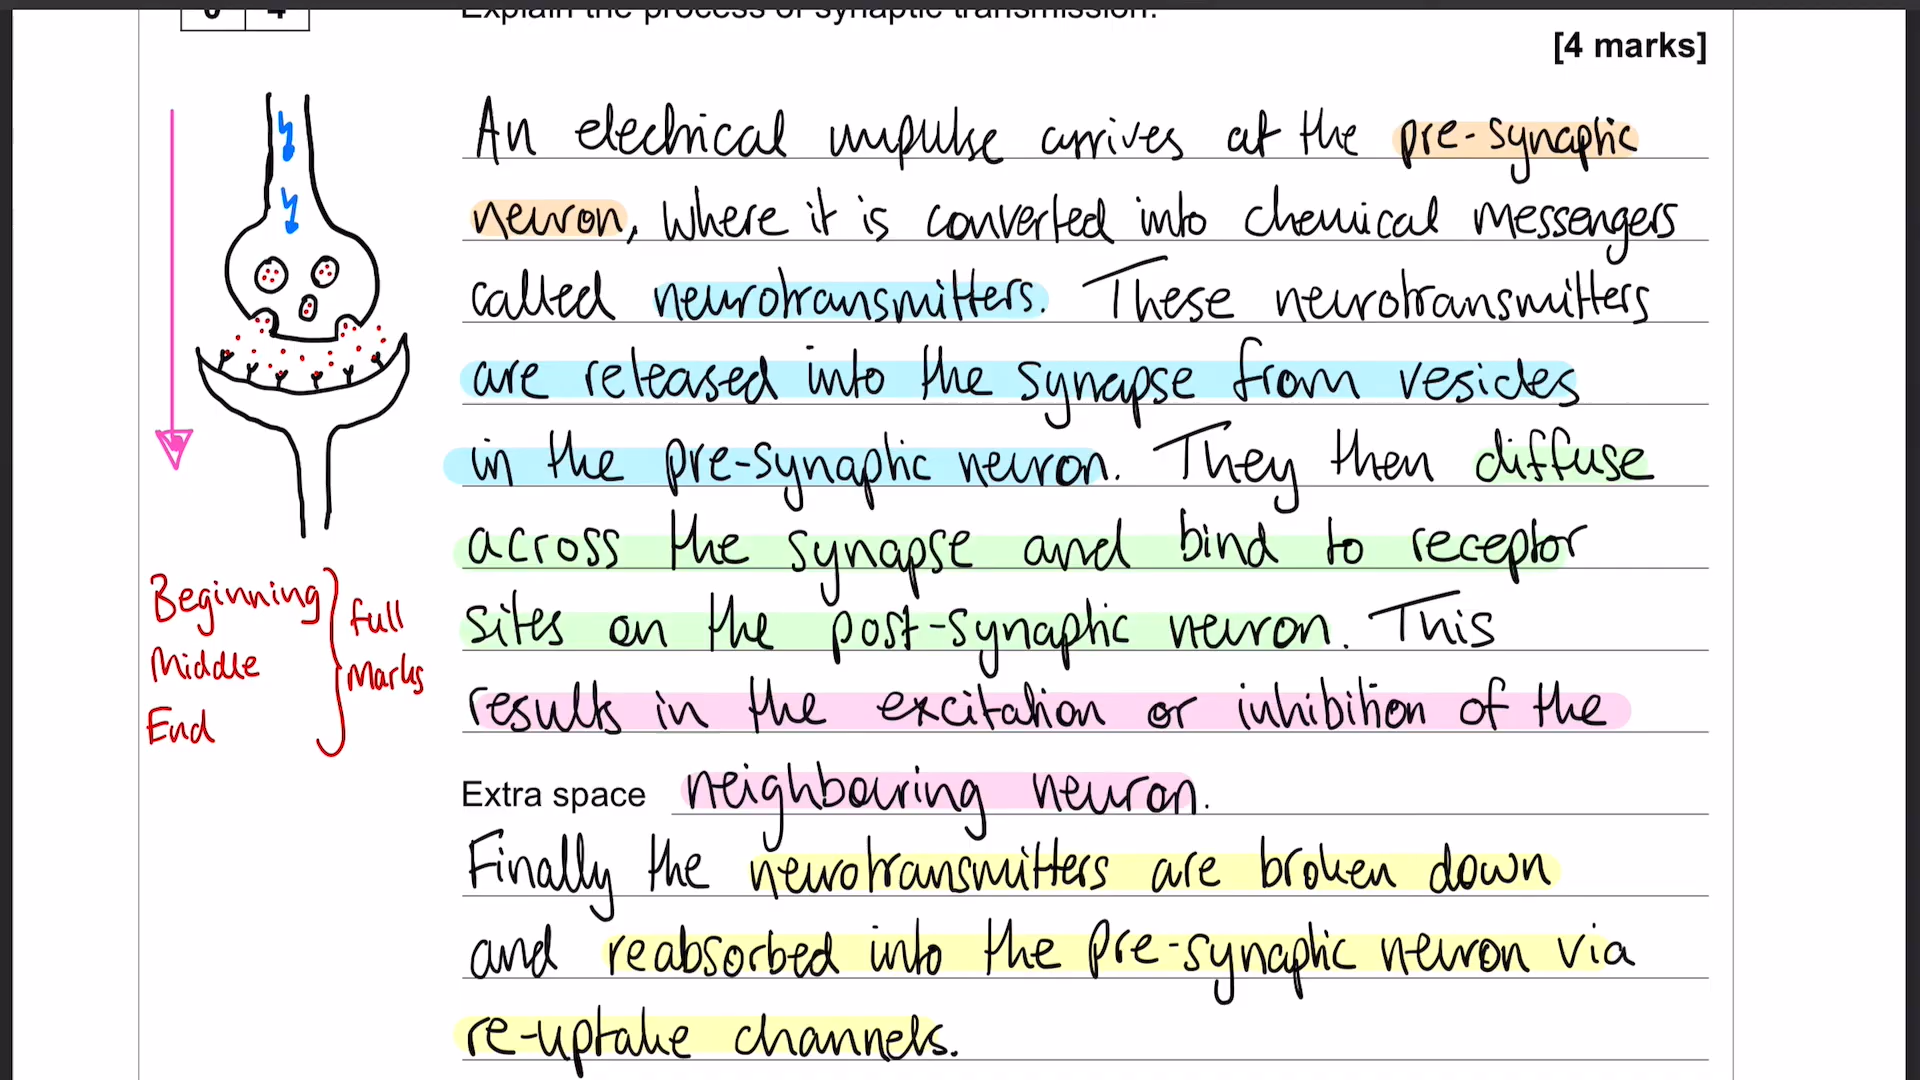 0 4
Explain the process of synaptic transmission.
[4 marks]
An electrical impulse arrives at the pre-synaptic
neuron, where it is converted into chemical messengers
called neurotransmitters. These neurotransmitters
are released into the synapse from vesicles
in the pre-synaptic neuron. They then diffuse
across the synapse and bind to receptor
sites on the post-synaptic neuron. This
results in the excitation or inhibition of the
Extra space neighbouring neuron.
Finally the neurotransmitters are broken down
and reabsorbed into the pre-synaptic neuron via
re-uptake channels.
Beginning
Middle
End
full
Marks